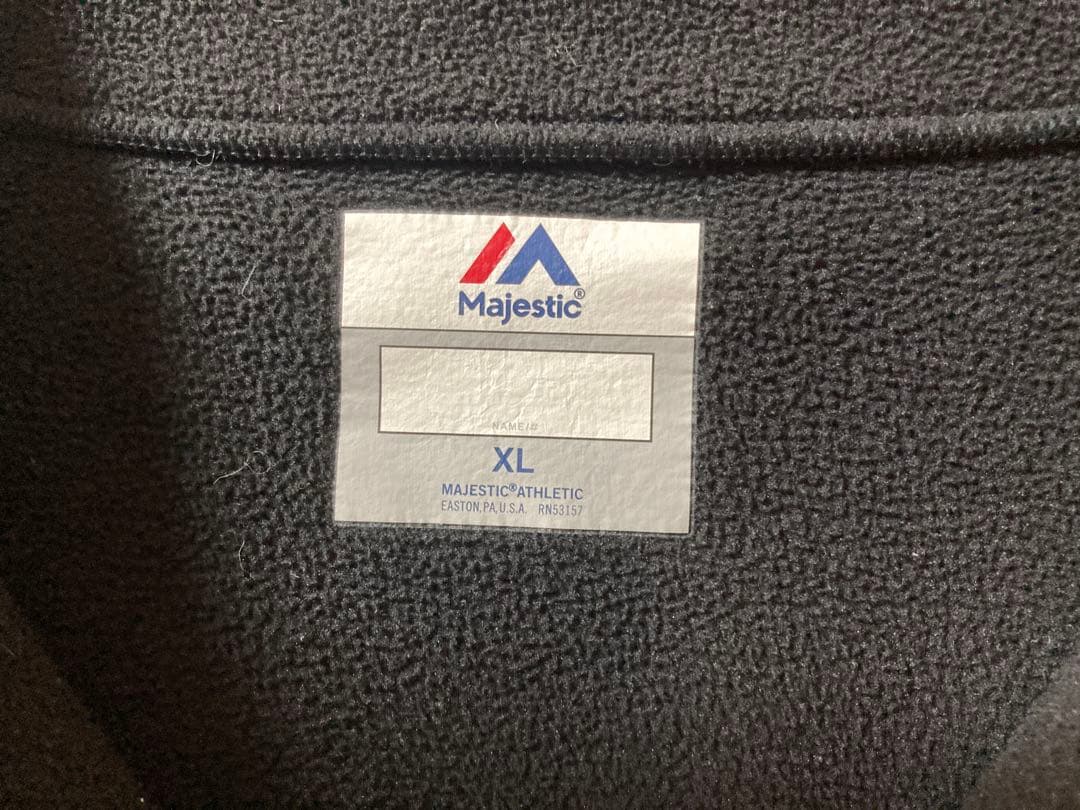 Majestic®
NAME/#
XL
MAJESTIC® ATHLETIC
EASTON, PA, U.S.A. RN53157